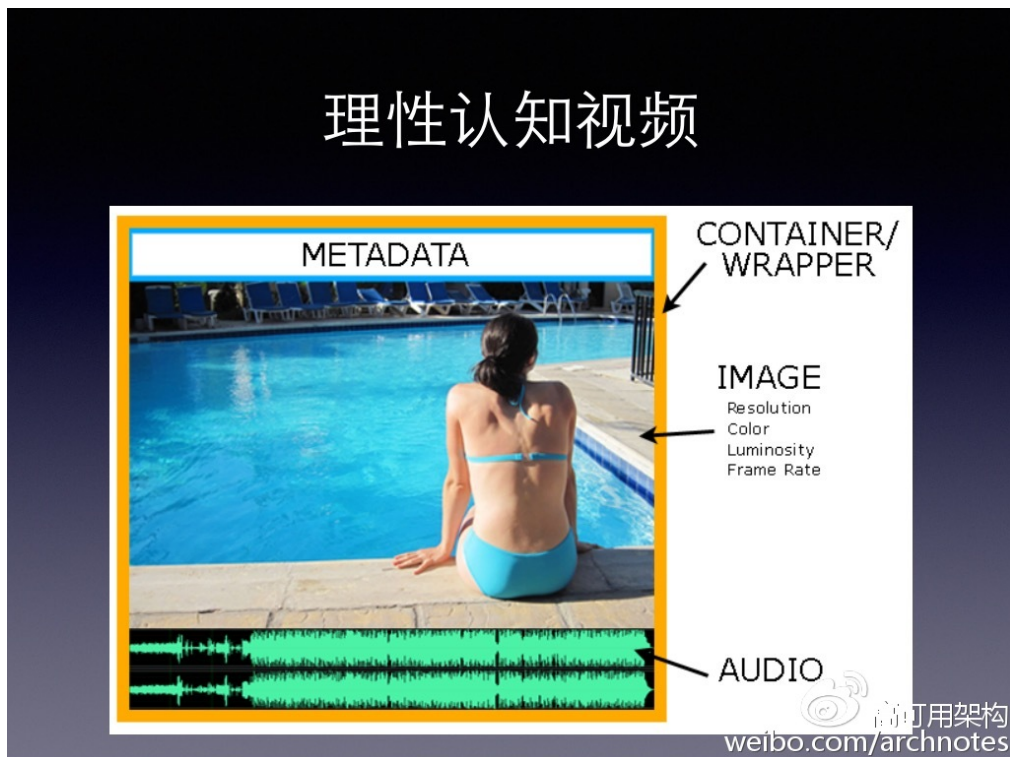 理性认知视频
METADATA
CONTAINER/
WRAPPER
IMAGE
Resolution
Color
Luminosity
Frame Rate
AUDIO
高可用架构
weibo.com/archnotes